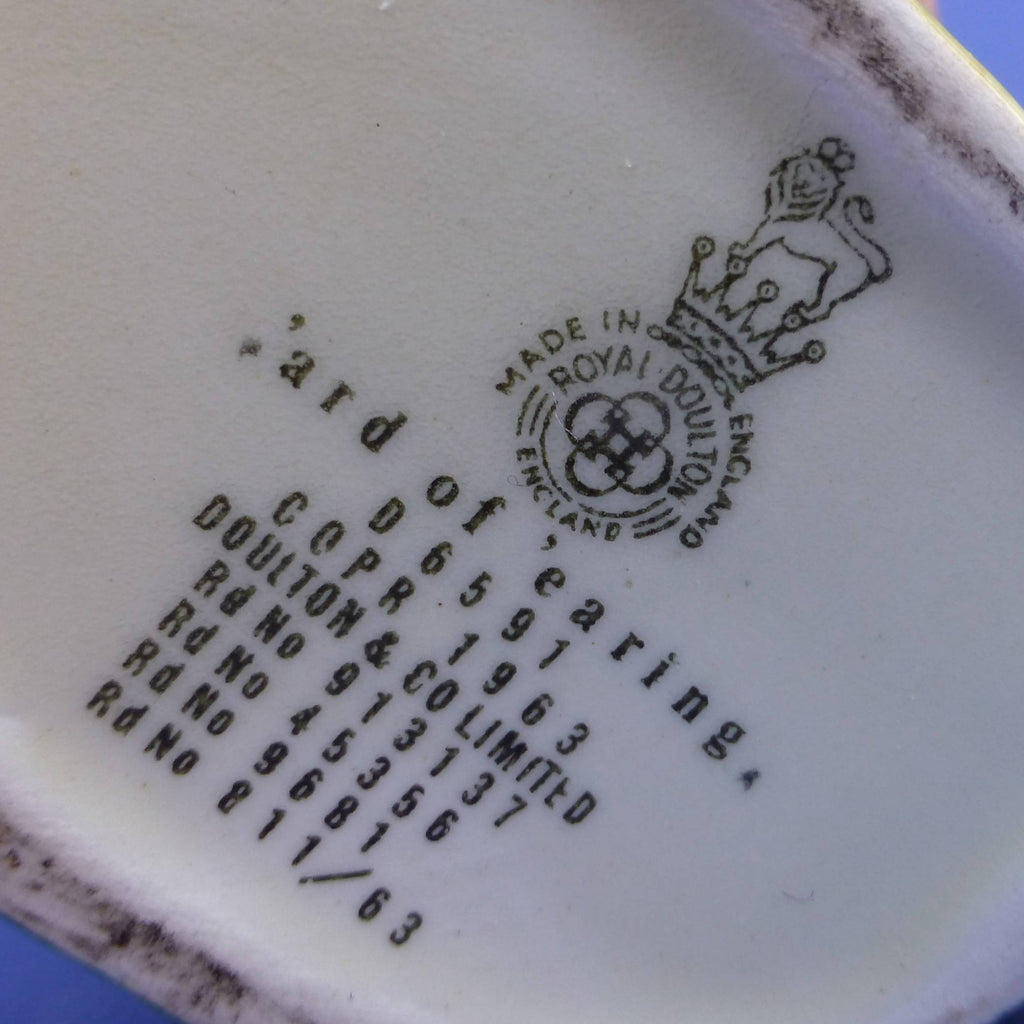 MADE IN ENGLAND
ROYAL DOULTON
ENGLAND
"'ard of 'earing"
D 6591
COPR 1963
DOULTON & CO LIMITED
Rd No 913137
Rd No 45356
Rd No 9681
Rd No 811/63